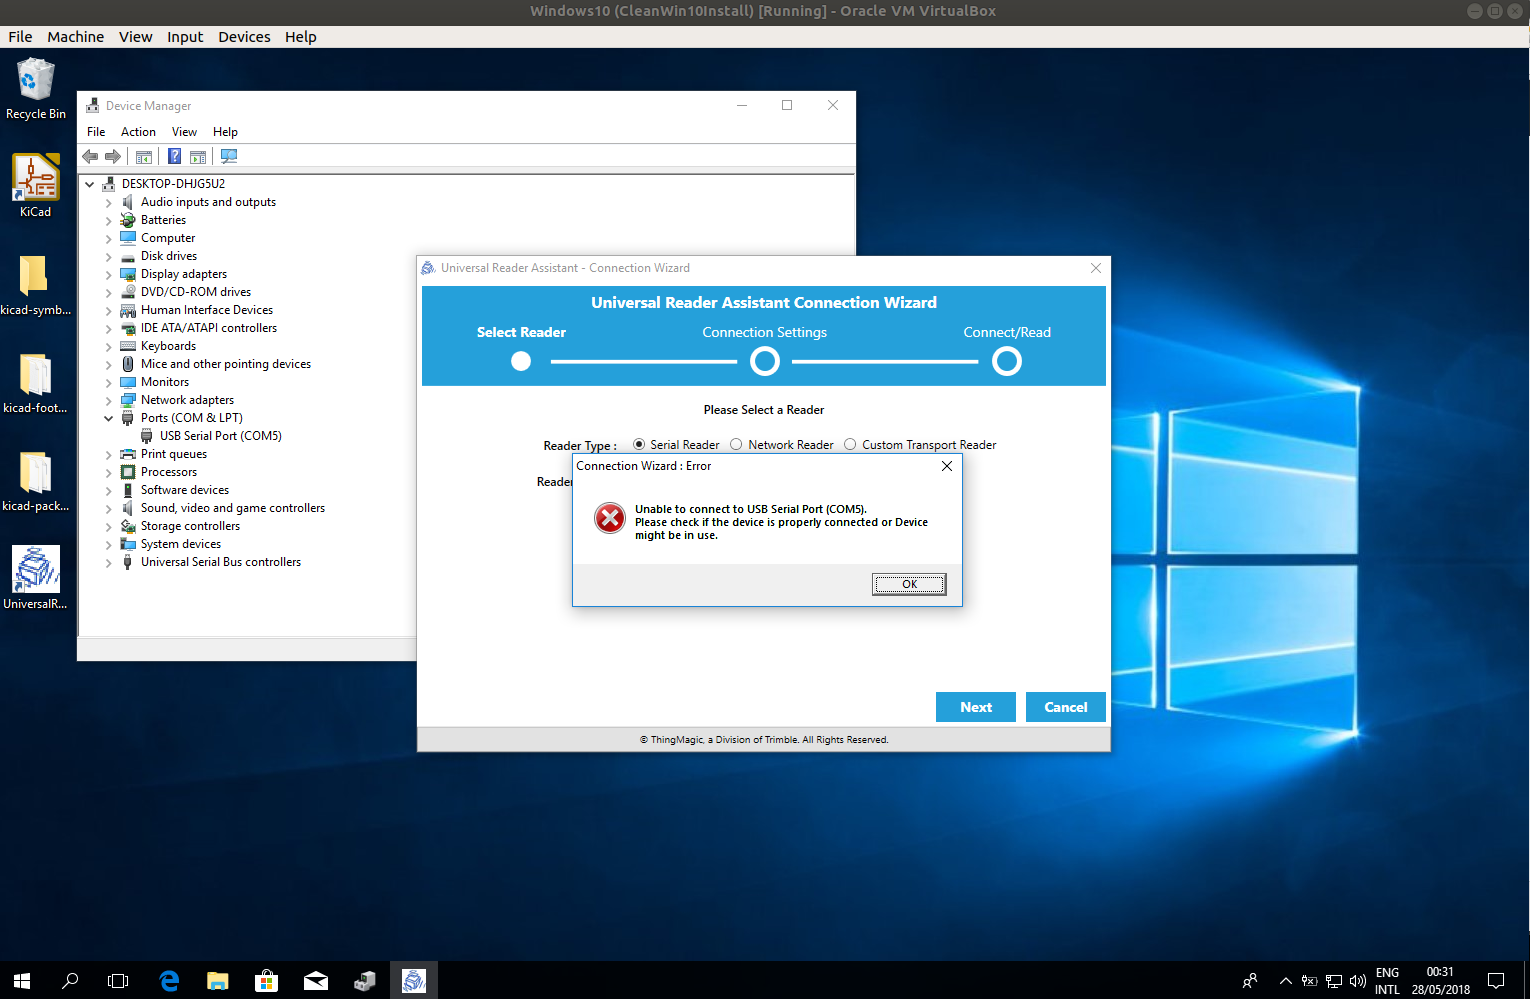 Windows10 (CleanWin10Install) [Running] - Oracle VM VirtualBox
File Machine View Input Devices Help
Recycle Bin
KiCad
kicad-symb...
kicad-foot...
kicad-pack...
UniversalR...
Device Manager
File Action View Help
DESKTOP-DHJG5U2
Audio inputs and outputs
Batteries
Computer
Disk drives
Display adapters
DVD/CD-ROM drives
Human Interface Devices
IDE ATA/ATAPI controllers
Keyboards
Mice and other pointing devices
Monitors
Network adapters
Ports (COM & LPT)
USB Serial Port (COM5)
Print queues
Processors
Software devices
Sound, video and game controllers
Storage controllers
System devices
Universal Serial Bus controllers
Universal Reader Assistant - Connection Wizard
Universal Reader Assistant Connection Wizard
Select Reader Connection Settings Connect/Read
Please Select a Reader
Reader Type : Serial Reader Network Reader Custom Transport Reader
Reader
Connection Wizard : Error
Unable to connect to USB Serial Port (COM5).
Please check if the device is properly connected or Device
might be in use.
OK
Next Cancel
© ThingMagic, a Division of Trimble. All Rights Reserved.
ENG
INTL
00:31
28/05/2018